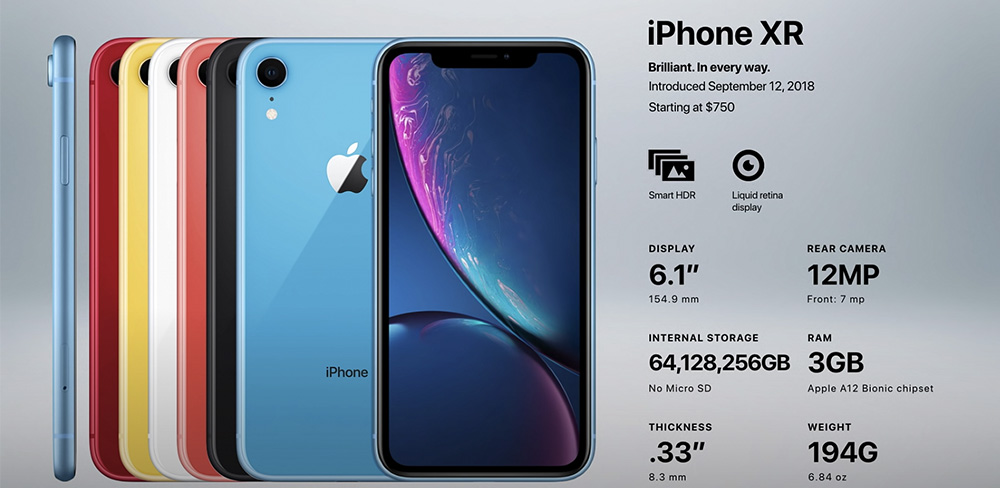 iPhone XR
Brilliant. In every way.
Introduced September 12, 2018
Starting at $750
Smart HDR
Liquid retina
display
DISPLAY
6.1″
154.9 mm
REAR CAMERA
12MP
Front: 7 mp
INTERNAL STORAGE
64,128,256GB
No Micro SD
RAM
3GB
Apple A12 Bionic chipset
THICKNESS
.33″
8.3 mm
WEIGHT
194G
6.84 oz
iPhone